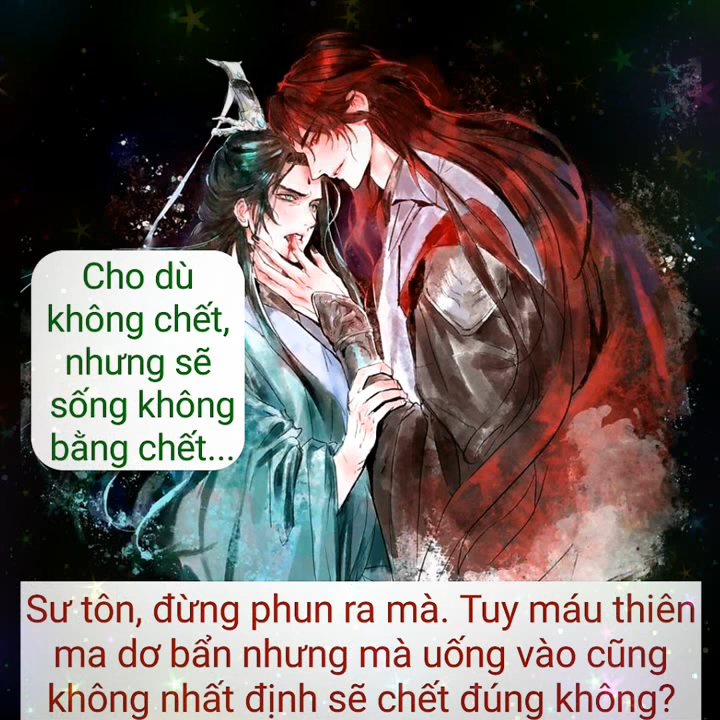 Cho dù
không chết,
nhưng sẽ
sống không
bằng chết...
Sư tôn, đừng phun ra mà. Tuy máu thiên
ma dơ bẩn nhưng mà uống vào cũng
không nhất định sẽ chết đúng không?